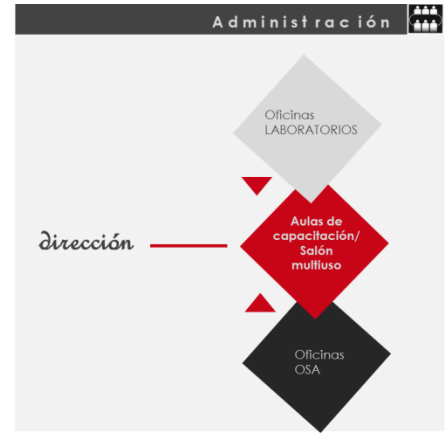 Administración
Oficinas
LABORATORIOS
Aulas de
capacitación/
Salón
multiuso
dirección
Oficinas
OSA